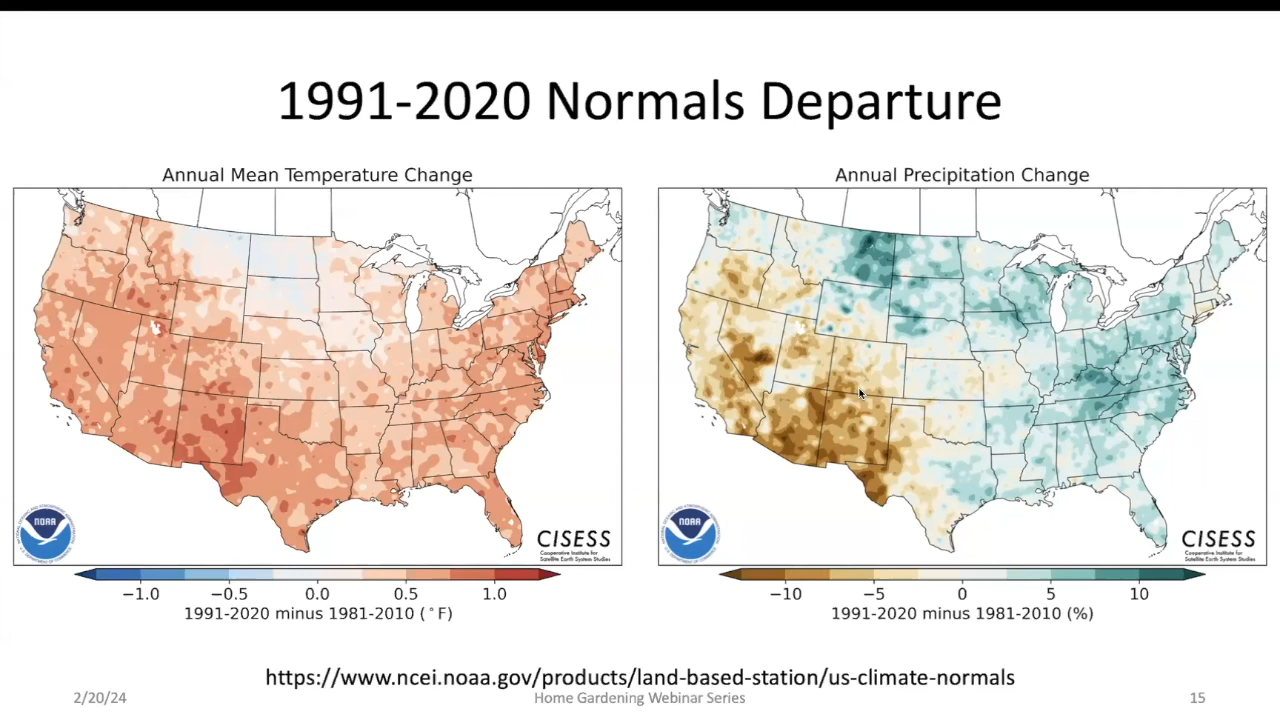 1991-2020 Normals Departure
Annual Mean Temperature Change
NOAA
CISESS
Cooperative Institute for
Satellite Earth System Studies
−1.0 −0.5 0.0 0.5 1.0
1991-2020 minus 1981-2010 (°F)
Annual Precipitation Change
NOAA
CISESS
Cooperative Institute for
Satellite Earth System Studies
−10 −5 0 5 10
1991-2020 minus 1981-2010 (%)
https://www.ncei.noaa.gov/products/land-based-station/us-climate-normals
2/20/24 Home Gardening Webinar Series 15